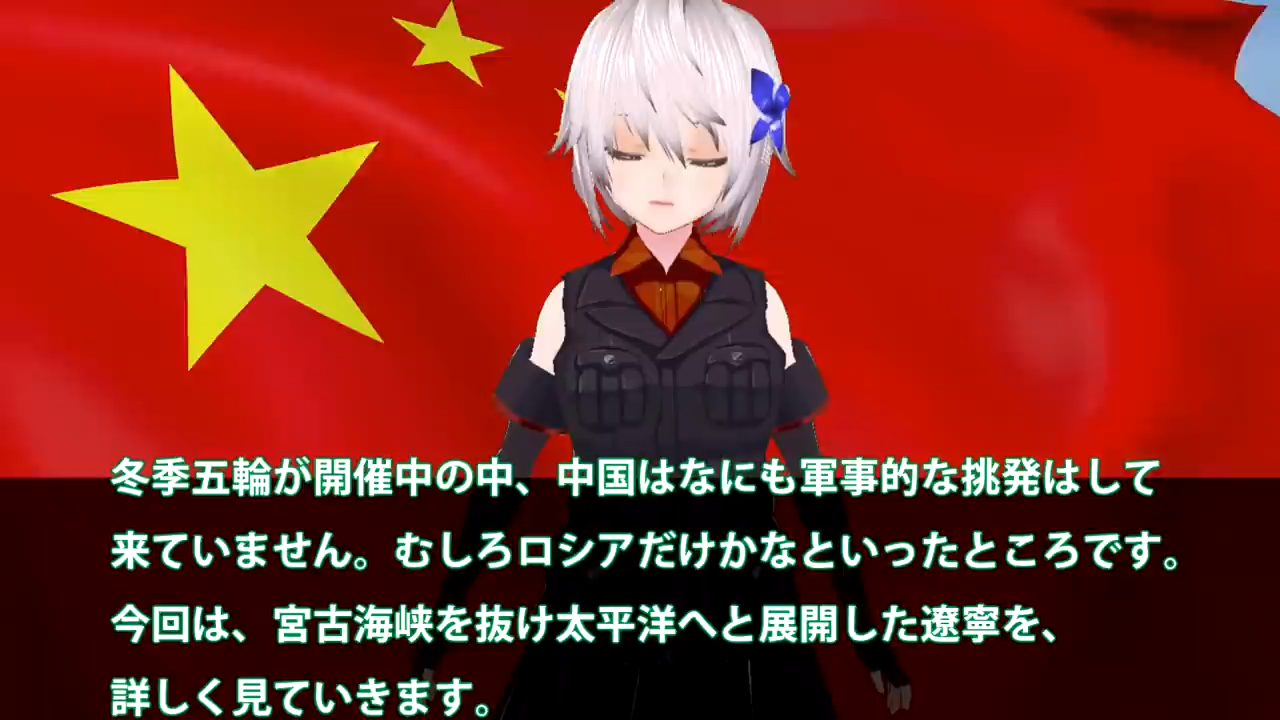 冬季五輪が開催中の中、中国はなにも軍事的な挑発はして
来ていません。むしろロシアだけかなといったところです。
今回は、宮古海峡を抜け太平洋へと展開した遼寧を、
詳しく見ていきます。